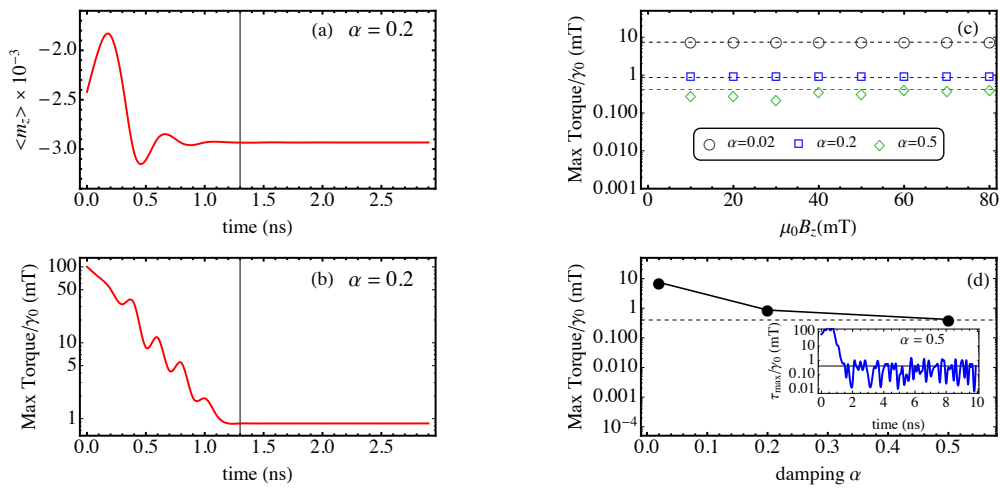 (a) α = 0.2
<m_z> × 10^−3
−2.0
−2.5
−3.0
0.0 0.5 1.0 1.5 2.0 2.5
time (ns)
(b) α = 0.2
Max Torque/γ_0 (mT)
100
50
10
5
1
0.0 0.5 1.0 1.5 2.0 2.5
time (ns)
(c)
Max Torque/γ_0 (mT)
10
1
0.100
0.010
0.001
α=0.02 α=0.2 α=0.5
0 20 40 60 80
μ_0B_z(mT)
(d)
Max Torque/γ_0 (mT)
10
1
0.100
0.010
0.001
10^−4
0.0 0.1 0.2 0.3 0.4 0.5
damping α
α = 0.5
τ_max/γ_0 (mT)
100
10
1
0.10
0.01
0 2 4 6 8 10
time (ns)